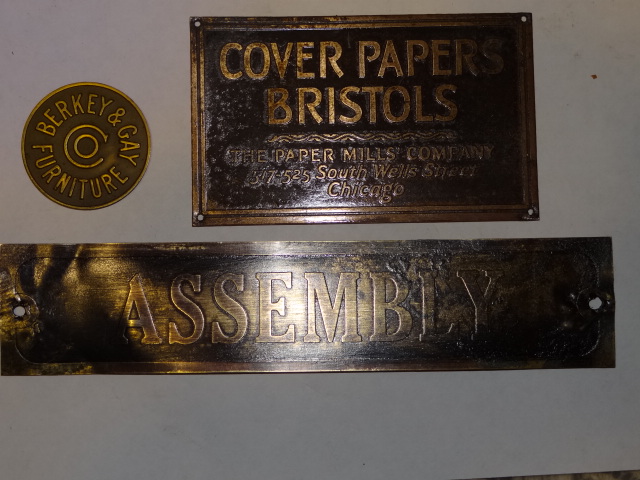 BERKEY & GAY
FURNITURE
COVER PAPERS
BRISTOLS
THE PAPER MILLS' COMPANY
517-525 South Wells Street
Chicago
ASSEMBLY